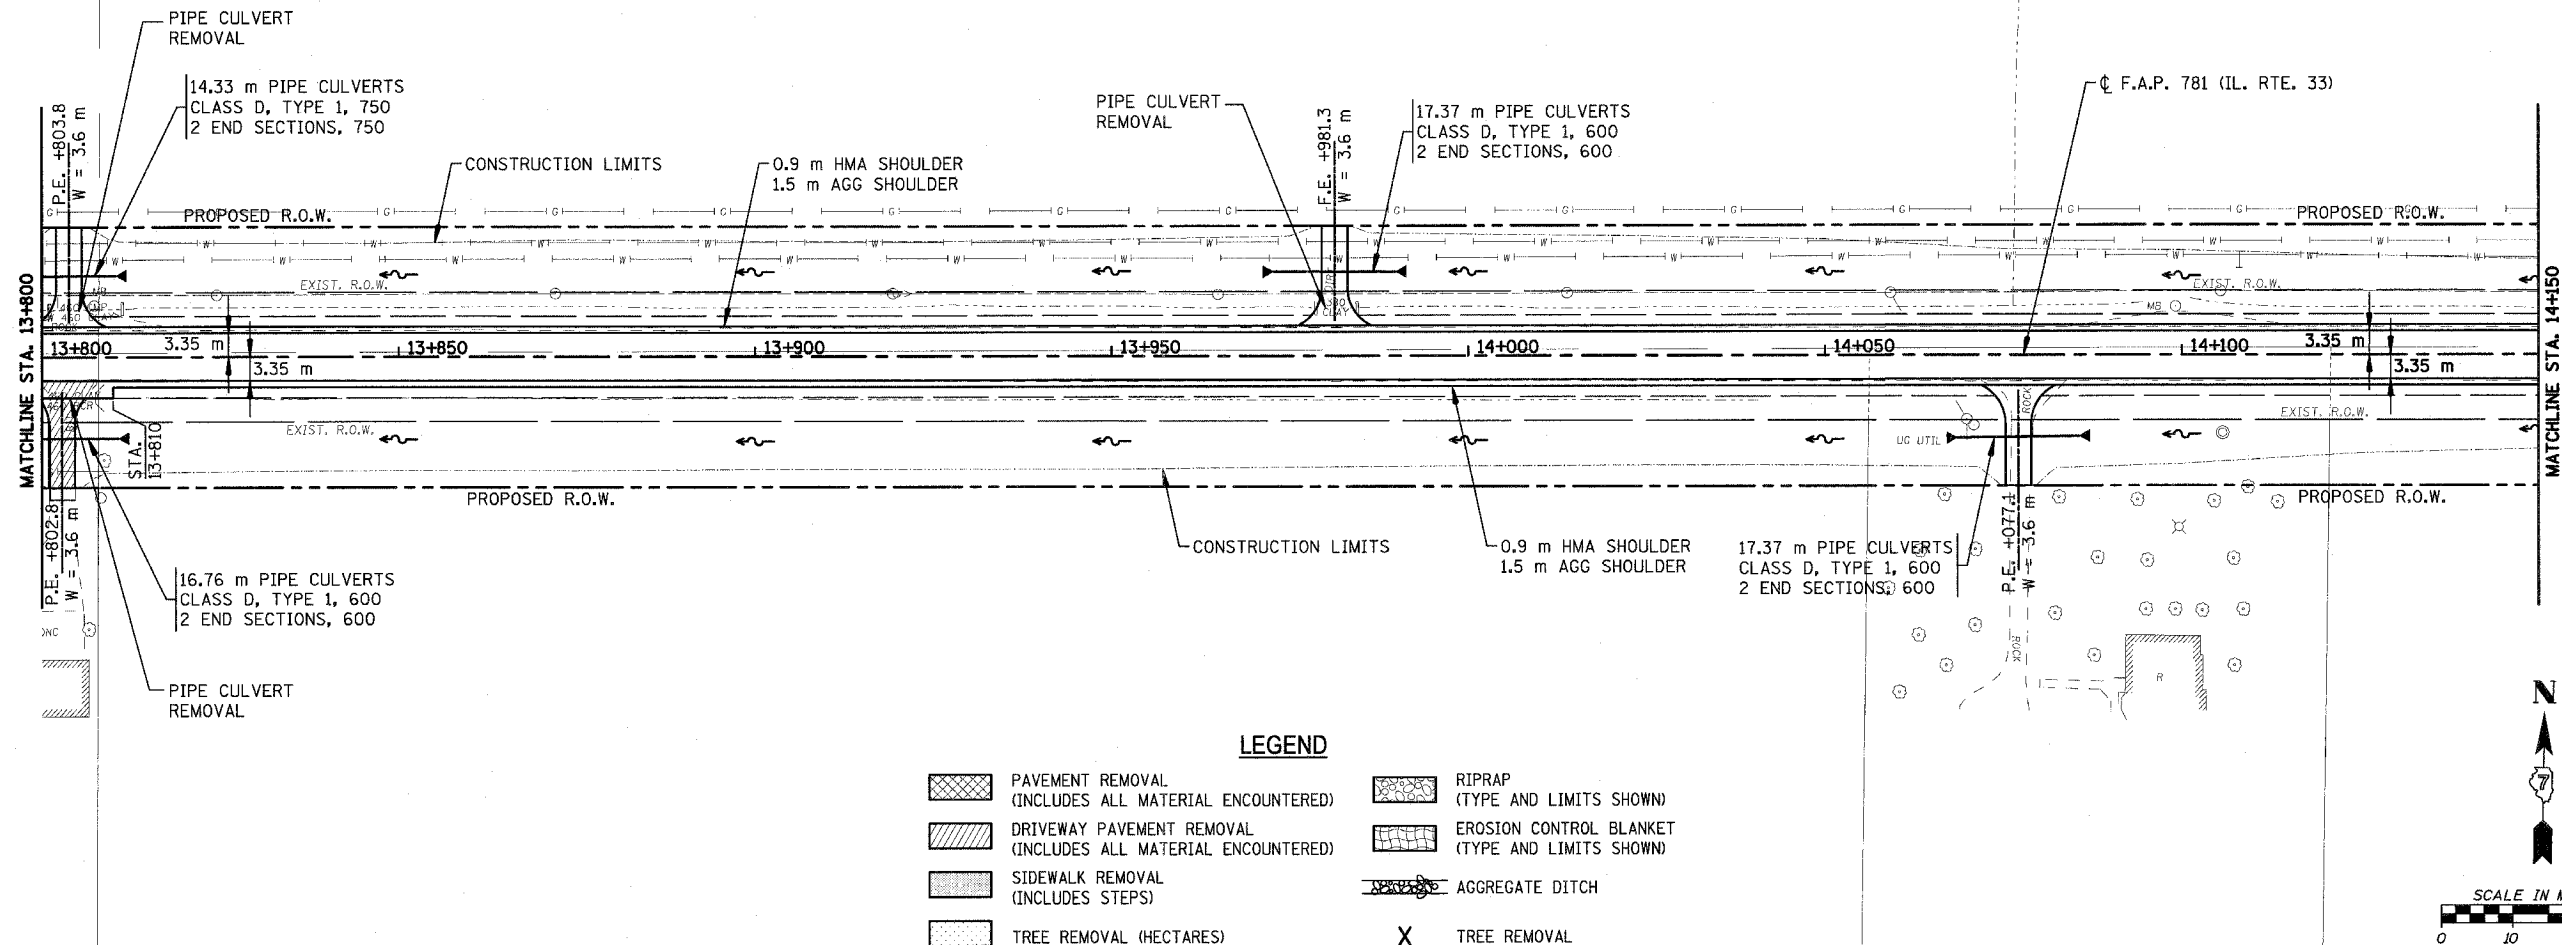 PIPE CULVERT
REMOVAL
14.33 m PIPE CULVERTS
CLASS D, TYPE 1, 750
2 END SECTIONS, 750
P.E. +803.8
W = 3.6 m
CONSTRUCTION LIMITS
0.9 m HMA SHOULDER
1.5 m AGG SHOULDER
PIPE CULVERT
REMOVAL
F.E. +981.3
W = 3.6 m
17.37 m PIPE CULVERTS
CLASS D, TYPE 1, 600
2 END SECTIONS, 600
℄ F.A.P. 781 (IL. RTE. 33)
PROPOSED R.O.W.
PROPOSED R.O.W.
G G G G G G G G G G G G G
W W W W W W W W W
W W W W W W W W W
EXIST. R.O.W.
EXIST. R.O.W.
MB
MB
CLAY
MATCHLINE STA. 13+800
MATCHLINE STA. 14+150
13+800
13+850
13+900
13+950
14+000
14+050
14+100
3.35 m
3.35 m
3.35 m
3.35 m
STA.
13+810
EXIST. R.O.W.
EXIST. R.O.W.
UG UTIL
ROCK
PROPOSED R.O.W.
PROPOSED R.O.W.
P.E. +802.8
W = 3.6 m
16.76 m PIPE CULVERTS
CLASS D, TYPE 1, 600
2 END SECTIONS, 600
PIPE CULVERT
REMOVAL
CONSTRUCTION LIMITS
0.9 m HMA SHOULDER
1.5 m AGG SHOULDER
17.37 m PIPE CULVERTS
CLASS D, TYPE 1, 600
2 END SECTIONS, 600
P.E. +077.1
W = 3.6 m
ROCK
R
N
7
LEGEND
PAVEMENT REMOVAL
(INCLUDES ALL MATERIAL ENCOUNTERED)
DRIVEWAY PAVEMENT REMOVAL
(INCLUDES ALL MATERIAL ENCOUNTERED)
SIDEWALK REMOVAL
(INCLUDES STEPS)
TREE REMOVAL (HECTARES)
RIPRAP
(TYPE AND LIMITS SHOWN)
EROSION CONTROL BLANKET
(TYPE AND LIMITS SHOWN)
AGGREGATE DITCH
X TREE REMOVAL
SCALE IN M
0 10